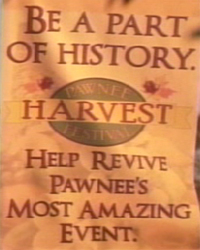 BE A PART
OF HISTORY.
PAWNEE
HARVEST
FESTIVAL
HELP REVIVE
PAWNEE'S
MOST AMAZING
EVENT.